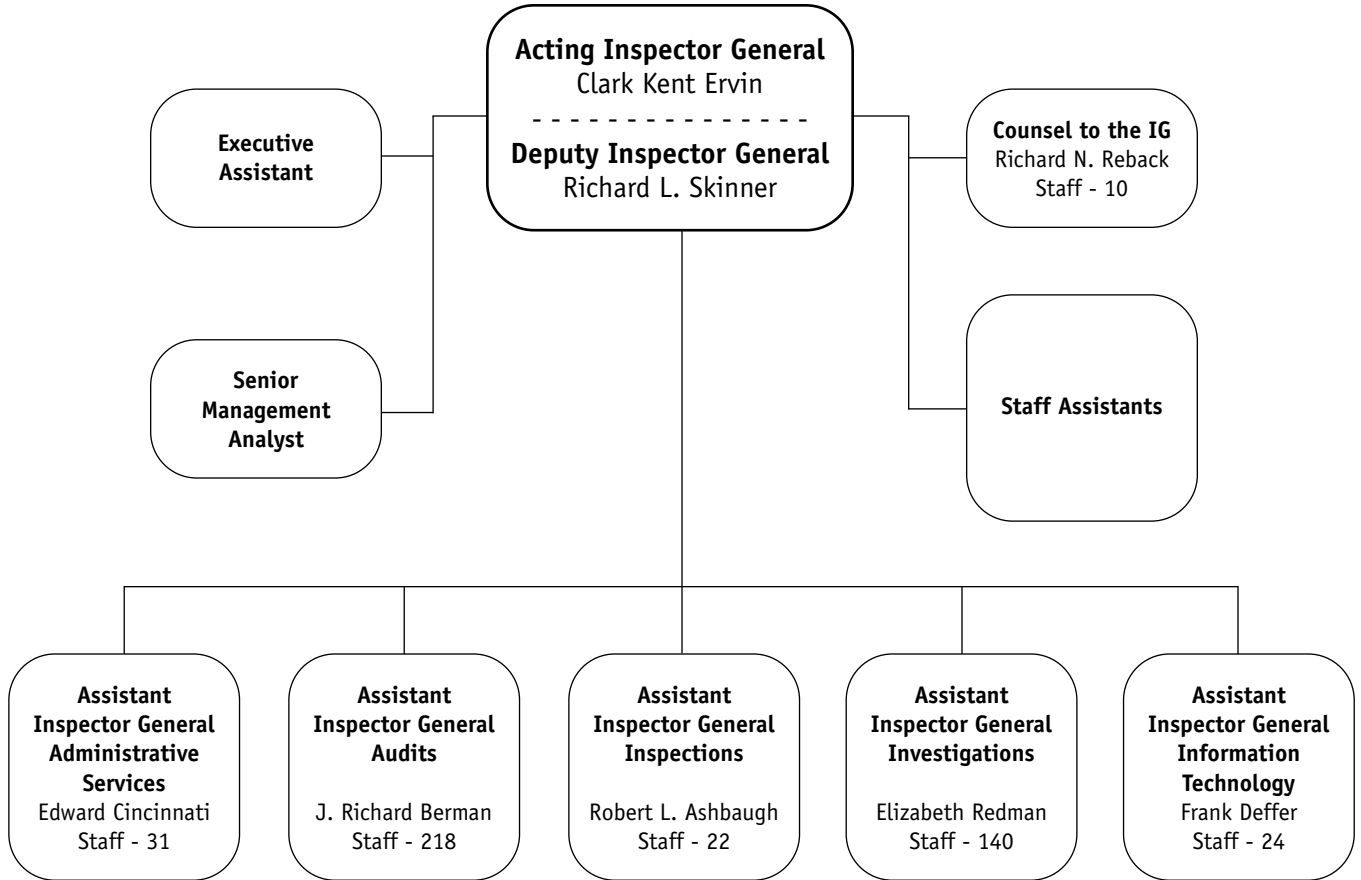 Acting Inspector General
Clark Kent Ervin
Deputy Inspector General
Richard L. Skinner
Executive
Assistant
Counsel to the IG
Richard N. Reback
Staff - 10
Senior
Management
Analyst
Staff Assistants
Assistant
Inspector General
Administrative
Services
Edward Cincinnati
Staff - 31
Assistant
Inspector General
Audits
J. Richard Berman
Staff - 218
Assistant
Inspector General
Inspections
Robert L. Ashbaugh
Staff - 22
Assistant
Inspector General
Investigations
Elizabeth Redman
Staff - 140
Assistant
Inspector General
Information
Technology
Frank Deffer
Staff - 24